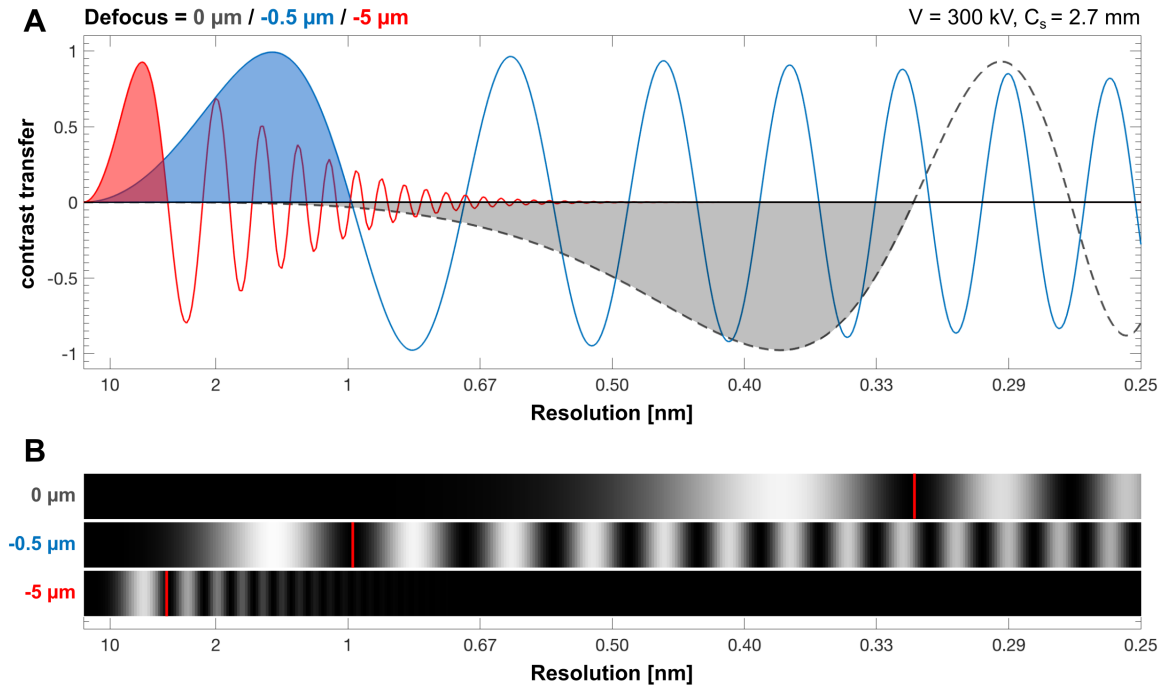 A
Defocus = 0 µm / -0.5 µm / -5 µm
V = 300 kV, Cs = 2.7 mm
contrast transfer
1
0.5
0
-0.5
-1
10 2 1 0.67 0.50 0.40 0.33 0.29 0.25
Resolution [nm]
B
0 µm
-0.5 µm
-5 µm
10 2 1 0.67 0.50 0.40 0.33 0.29 0.25
Resolution [nm]